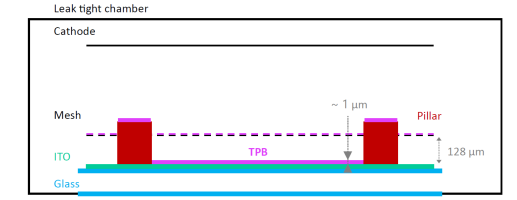 Leak tight chamber
Cathode
~ 1 µm
Mesh
Pillar
TPB
128 µm
ITO
Glass